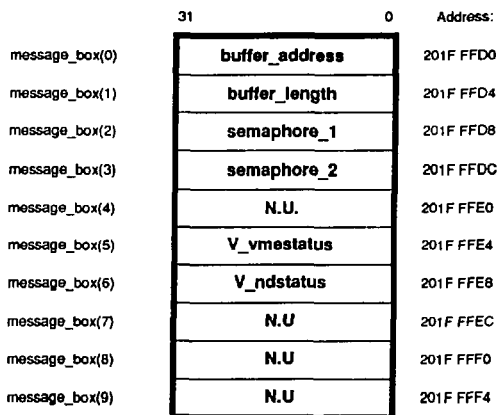 31 0 Address:
message_box(0) buffer_address 201F FFD0
message_box(1) buffer_length 201F FFD4
message_box(2) semaphore_1 201F FFD8
message_box(3) semaphore_2 201F FFDC
message_box(4) N.U. 201F FFE0
message_box(5) V_vmestatus 201F FFE4
message_box(6) V_ndstatus 201F FFE8
message_box(7) N.U 201F FFEC
message_box(8) N.U 201F FFF0
message_box(9) N.U 201F FFF4